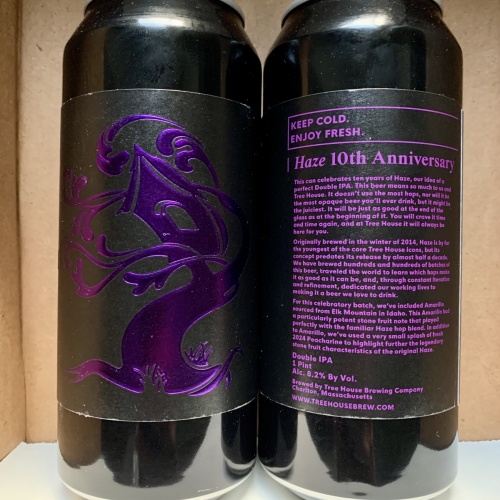 KEEP COLD.
ENJOY FRESH.
Haze 10th Anniversary
This can celebrates ten years of Haze, our idea of a
perfect Double IPA. This beer means so much to us and
Tree House. It doesn't use the most hops, nor will it be
the most opaque beer you'll ever drink, but it might be
the juiciest. It will be just as good at the end of the
glass as at the beginning of it. You will crave it time
and time again, and at Tree House it will always be
here for you.
Originally brewed in the winter of 2014, Haze is by far
the youngest of the core Tree House icons, but its
concept predates its release by almost half a decade.
We have brewed hundreds and hundreds of batches of
this beer, traveled the world to learn which hops make
it as good as it can be, and, through constant iteration
and refinement, dedicated our working lives to
making it a beer we love to drink.
For this celebratory batch, we've included Amarillo
sourced from Elk Mountain in Idaho. This Amarillo had
a particularly potent stone fruit note that played
perfectly with the familiar Haze hop blend. In addition
to Amarillo, we've used a very small splash of fresh
2024 Peacharine to highlight further the legendary
stone fruit characteristics of the original Haze.
Double IPA
1 Pint
Alc. 8.2% By Vol.
Brewed by Tree House Brewing Company
Charlton, Massachusetts
WWW.TREEHOUSEBREW.COM